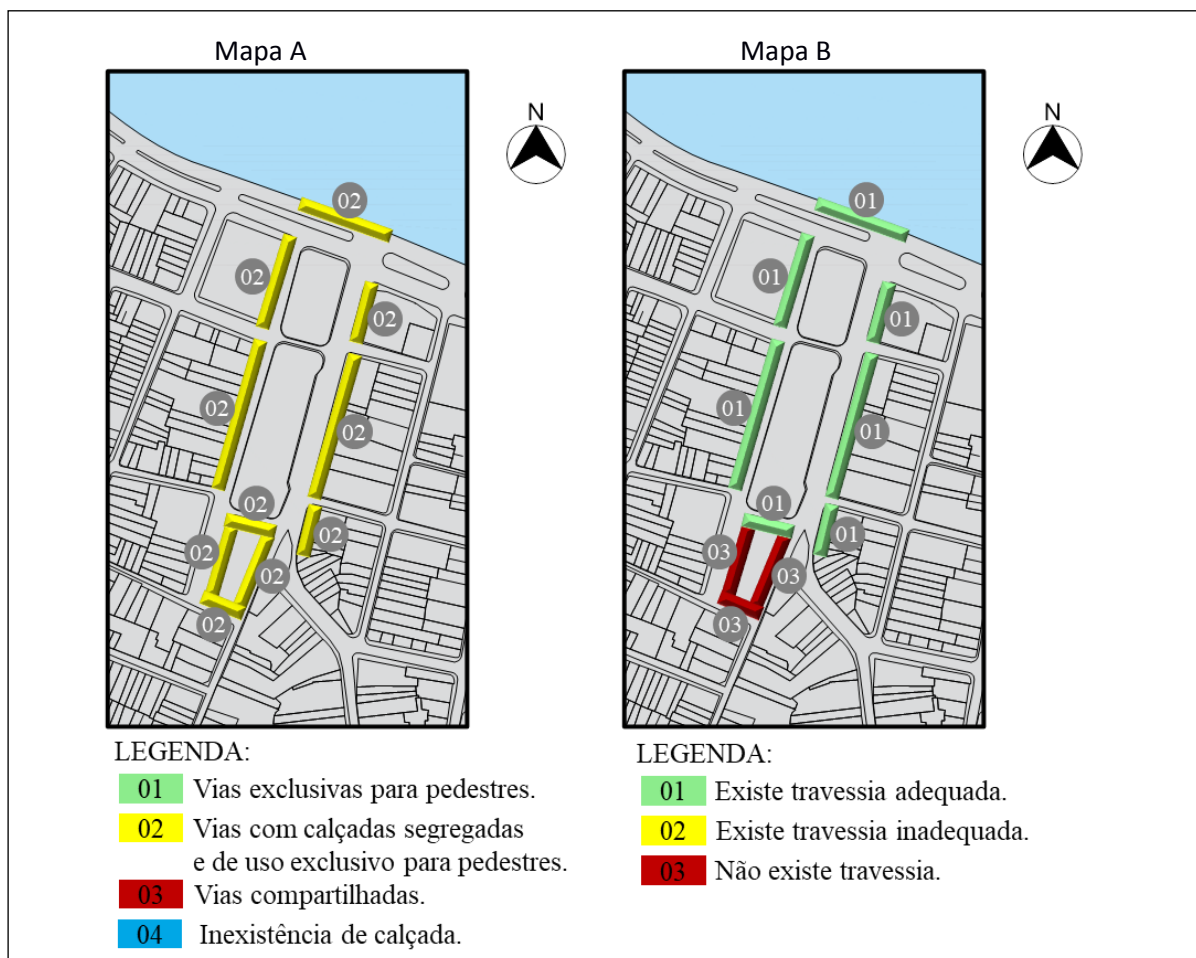 Mapa A
N
02
02
02
02
02
02
02
02
02
02
LEGENDA:
01 Vias exclusivas para pedestres.
02 Vias com calçadas segregadas
e de uso exclusivo para pedestres.
03 Vias compartilhadas.
04 Inexistência de calçada.
Mapa B
N
01
01
01
01
01
01
01
03
03
03
LEGENDA:
01 Existe travessia adequada.
02 Existe travessia inadequada.
03 Não existe travessia.